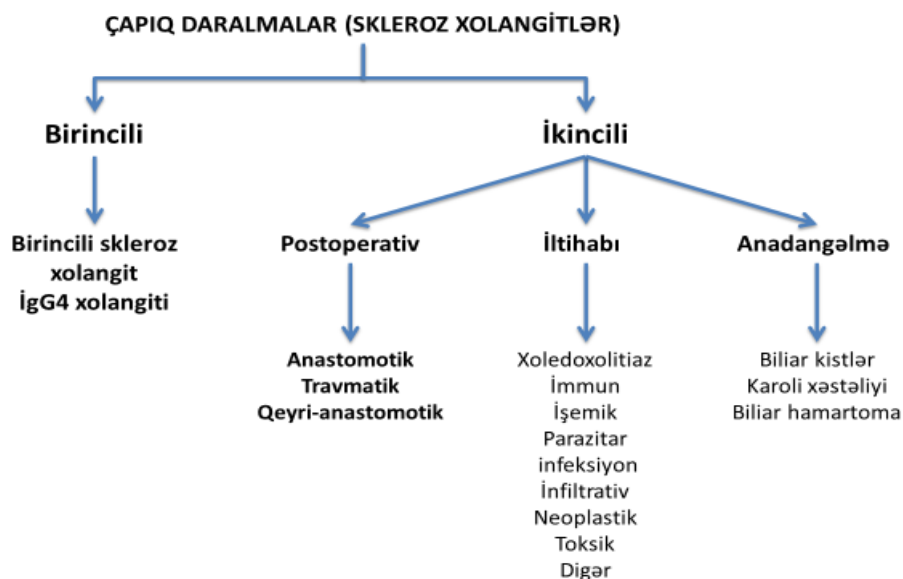 ÇAPIQ DARALMALAR (SKLEROZ XOLANGİTLƏR)
Birincili
İkincili
Birincili skleroz
xolangit
İgG4 xolangiti
Postoperativ
İltihabı
Anadangəlmə
Anastomotik
Travmatik
Qeyri-anastomotik
Xoledoxolitiaz
İmmun
İşemik
Parazitar
infeksiyon
İnfiltrativ
Neoplastik
Toksik
Digər
Biliar kistlər
Karoli xəstəliyi
Biliar hamartoma